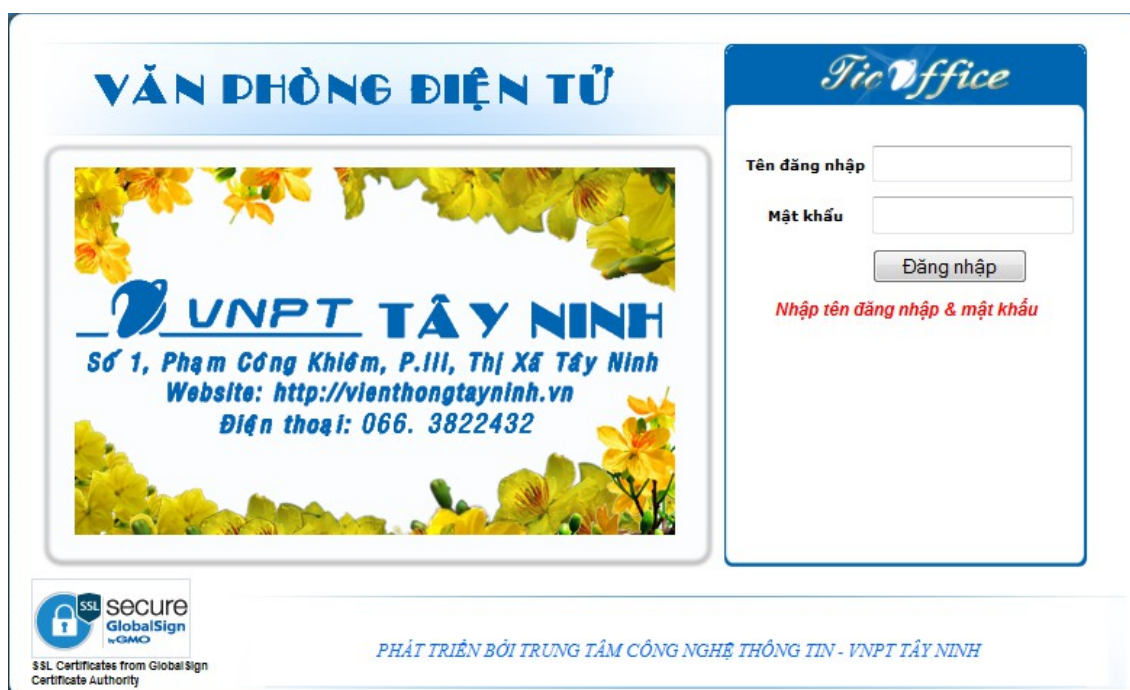 VĂN PHÒNG ĐIỆN TỬ
TicOffice
Tên đăng nhập
Mật khẩu
Đăng nhập
Nhập tên đăng nhập & mật khẩu
VNPT TÂY NINH
Số 1, Phạm Công Khiêm, P.III, Thị Xã Tây Ninh
Website: http://vienthongtayninh.vn
Điện thoại: 066. 3822432
SSL
secure
GlobalSign
by GMO
SSL Certificates from GlobalSign
Certificate Authority
PHÁT TRIỂN BỞI TRUNG TÂM CÔNG NGHỆ THÔNG TIN - VNPT TÂY NINH